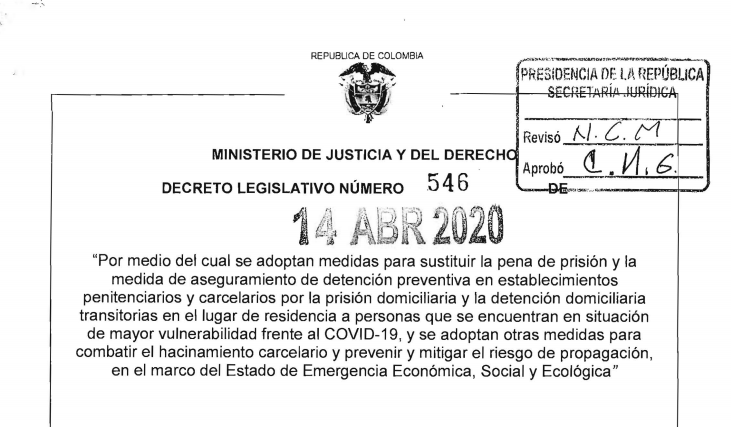 REPUBLICA DE COLOMBIA
PRESIDENCIA DE LA REPÚBLICA
SECRETARÍA JURÍDICA
Revisó N. C. M
Aprobó C. M. G.
MINISTERIO DE JUSTICIA Y DEL DERECHO
DECRETO LEGISLATIVO NÚMERO 546 DE
14 ABR 2020
“Por medio del cual se adoptan medidas para sustituir la pena de prisión y la
medida de aseguramiento de detención preventiva en establecimientos
penitenciarios y carcelarios por la prisión domiciliaria y la detención domiciliaria
transitorias en el lugar de residencia a personas que se encuentran en situación
de mayor vulnerabilidad frente al COVID-19, y se adoptan otras medidas para
combatir el hacinamiento carcelario y prevenir y mitigar el riesgo de propagación,
en el marco del Estado de Emergencia Económica, Social y Ecológica”